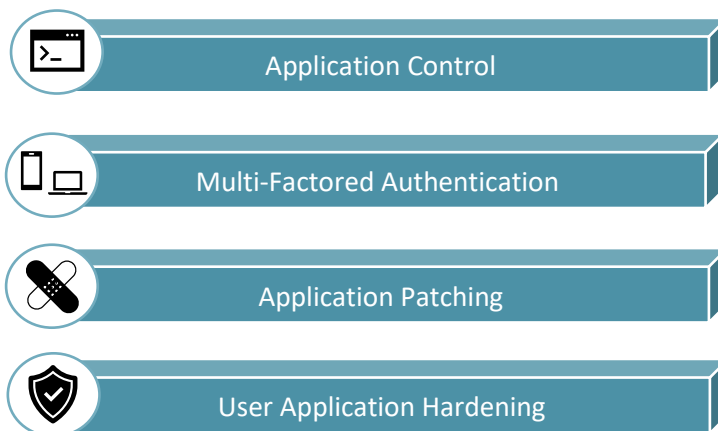 Application Control
Multi-Factored Authentication
Application Patching
User Application Hardening